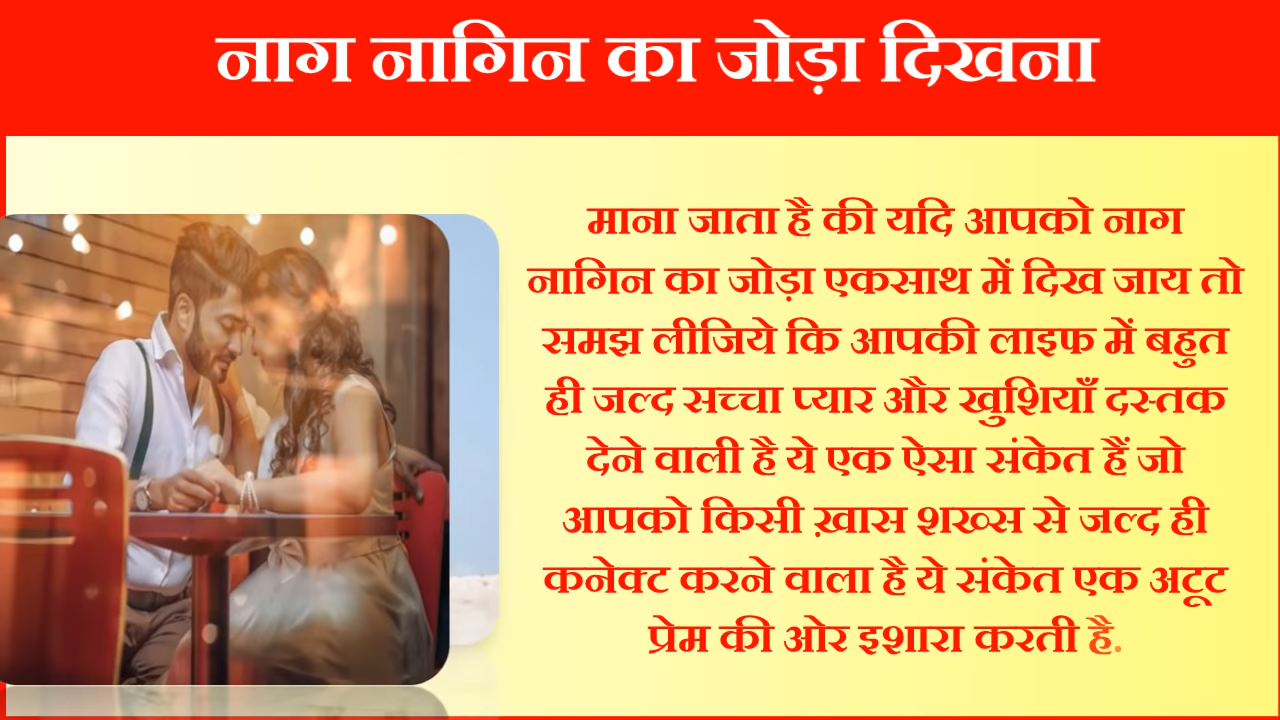 नाग नागिन का जोड़ा दिखना
माना जाता है की यदि आपको नाग
नागिन का जोड़ा एकसाथ में दिख जाय तो
समझ लीजिये कि आपकी लाइफ में बहुत
ही जल्द सच्चा प्यार और खुशियाँ दस्तक
देने वाली है ये एक ऐसा संकेत हैं जो
आपको किसी ख़ास शख्स से जल्द ही
कनेक्ट करने वाला है ये संकेत एक अटूट
प्रेम की ओर इशारा करती है.